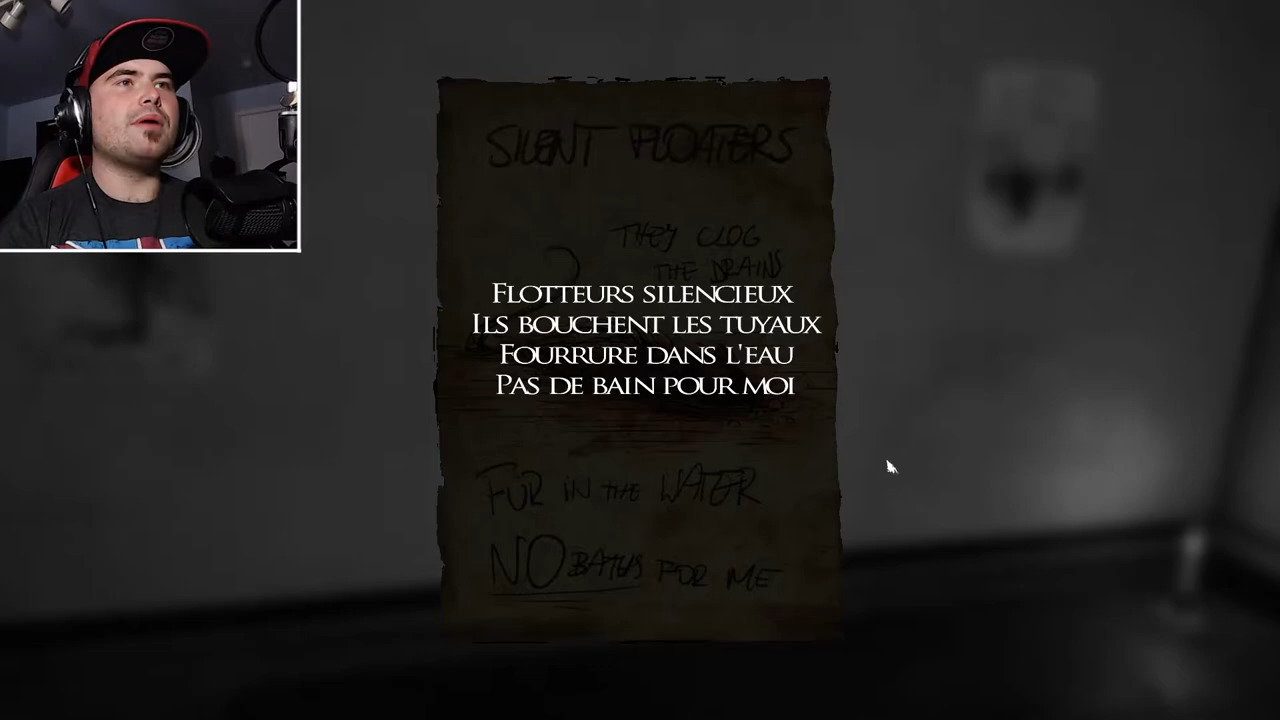 SILENT FLOATERS
THEY CLOG
THE DRAINS
FLOTTEURS SILENCIEUX
ILS BOUCHENT LES TUYAUX
FOURRURE DANS L'EAU
PAS DE BAIN POUR MOI
FUR IN THE WATER
NO BATHS FOR ME